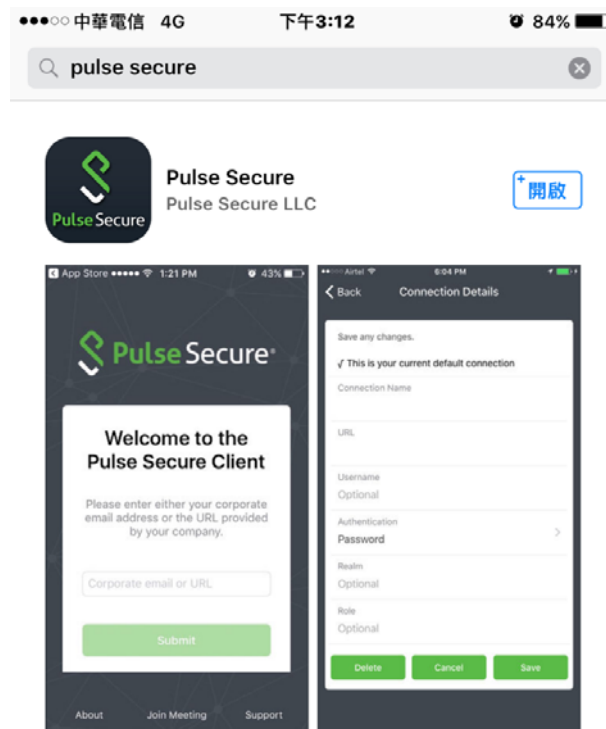 中華電信 4G 下午3:12 84%
pulse secure
Pulse Secure
Pulse Secure
Pulse Secure LLC
+開啟
App Store 1:21 PM 43%
Pulse Secure
Welcome to the
Pulse Secure Client
Please enter either your corporate
email address or the URL provided
by your company.
Corporate email or URL
Submit
About Join Meeting Support
Airtel 6:04 PM
Back Connection Details
Save any changes.
√ This is your current default connection
Connection Name
URL
Username
Optional
Authentication
Password
Realm
Optional
Role
Optional
Delete Cancel Save